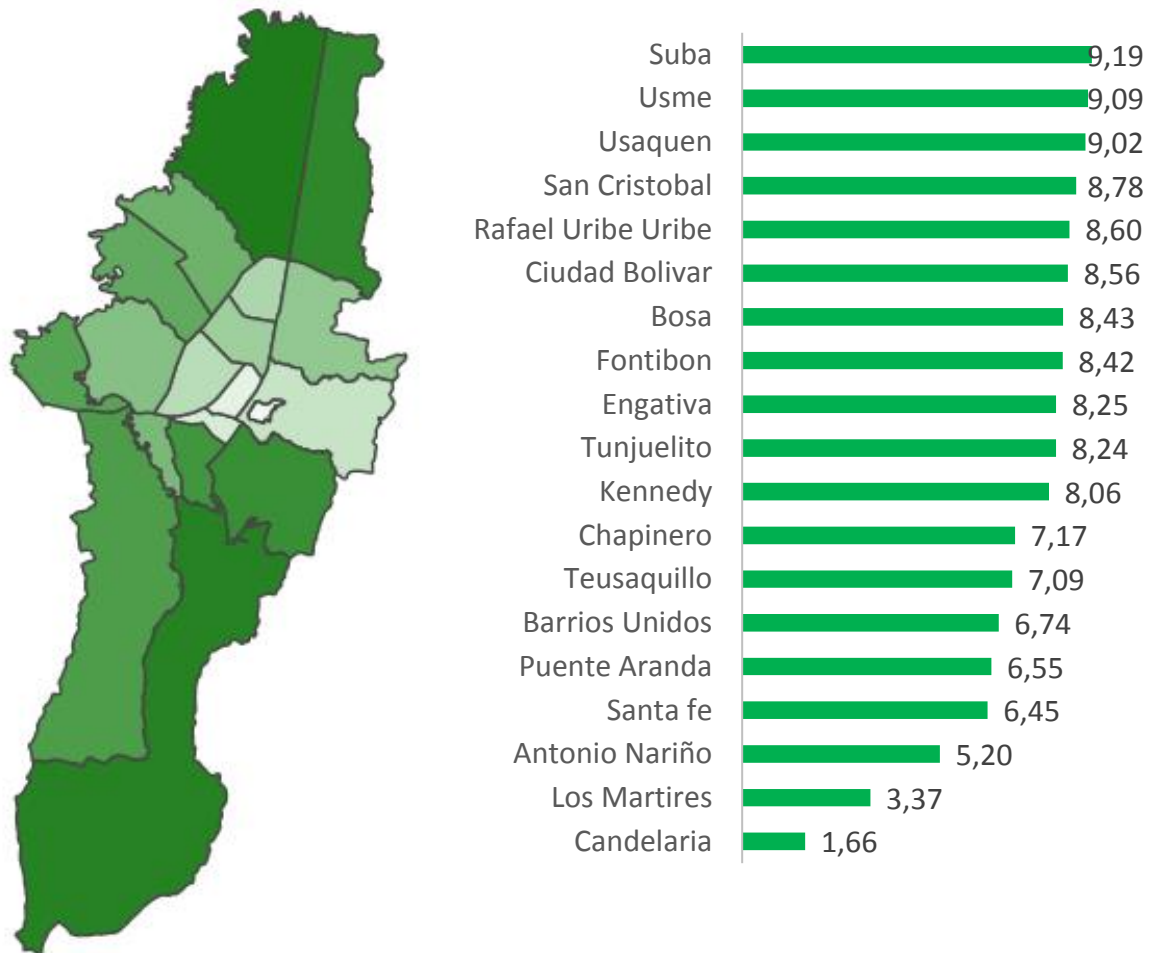 Suba 9,19
Usme 9,09
Usaquen 9,02
San Cristobal 8,78
Rafael Uribe Uribe 8,60
Ciudad Bolivar 8,56
Bosa 8,43
Fontibon 8,42
Engativa 8,25
Tunjuelito 8,24
Kennedy 8,06
Chapinero 7,17
Teusaquillo 7,09
Barrios Unidos 6,74
Puente Aranda 6,55
Santa fe 6,45
Antonio Nariño 5,20
Los Martires 3,37
Candelaria 1,66